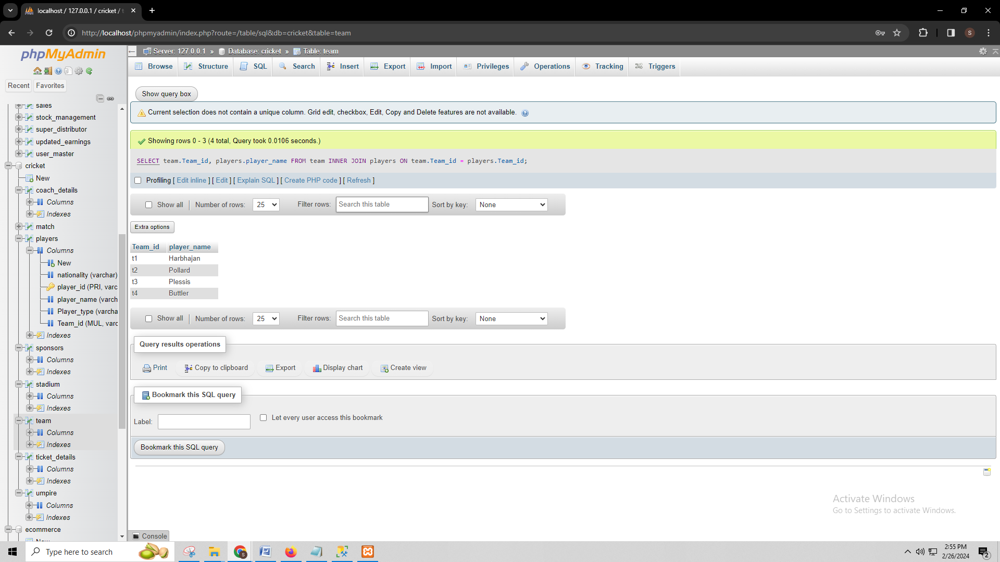 localhost / 127.0.0.1 / cricket / t
http://localhost/phpmyadmin/index.php?route=/table/sql&db=cricket&table=team
S
phpMyAdmin
Recent
Favorites
sales
stock_management
super_distributor
updated_earnings
user_master
cricket
New
coach_details
Columns
Indexes
match
players
Columns
New
nationality (varchar)
player_id (PRI, varc
player_name (varch
Player_type (varcha
Team_id (MUL, varc
Indexes
sponsors
Columns
Indexes
stadium
Columns
Indexes
team
Columns
Indexes
ticket_details
Columns
Indexes
umpire
Columns
Indexes
ecommerce
Server: 127.0.0.1 » Database: cricket » Table: team
Browse Structure SQL Search Insert Export Import Privileges Operations Tracking Triggers
Show query box
Current selection does not contain a unique column. Grid edit, checkbox, Edit, Copy and Delete features are not available.
Showing rows 0 - 3 (4 total, Query took 0.0106 seconds.)
SELECT team.Team_id, players.player_name FROM team INNER JOIN players ON team.Team_id = players.Team_id;
Profiling [ Edit inline ] [ Edit ] [ Explain SQL ] [ Create PHP code ] [ Refresh ]
Show all Number of rows: 25 Filter rows: Search this table Sort by key: None
Extra options
Team_id player_name
t1 Harbhajan
t2 Pollard
t3 Plessis
t4 Buttler
Show all Number of rows: 25 Filter rows: Search this table Sort by key: None
Query results operations
Print Copy to clipboard Export Display chart Create view
Bookmark this SQL query
Label: Let every user access this bookmark
Bookmark this SQL query
Activate Windows
Go to Settings to activate Windows.
Console
Type here to search
2:55 PM
2/26/2024
2